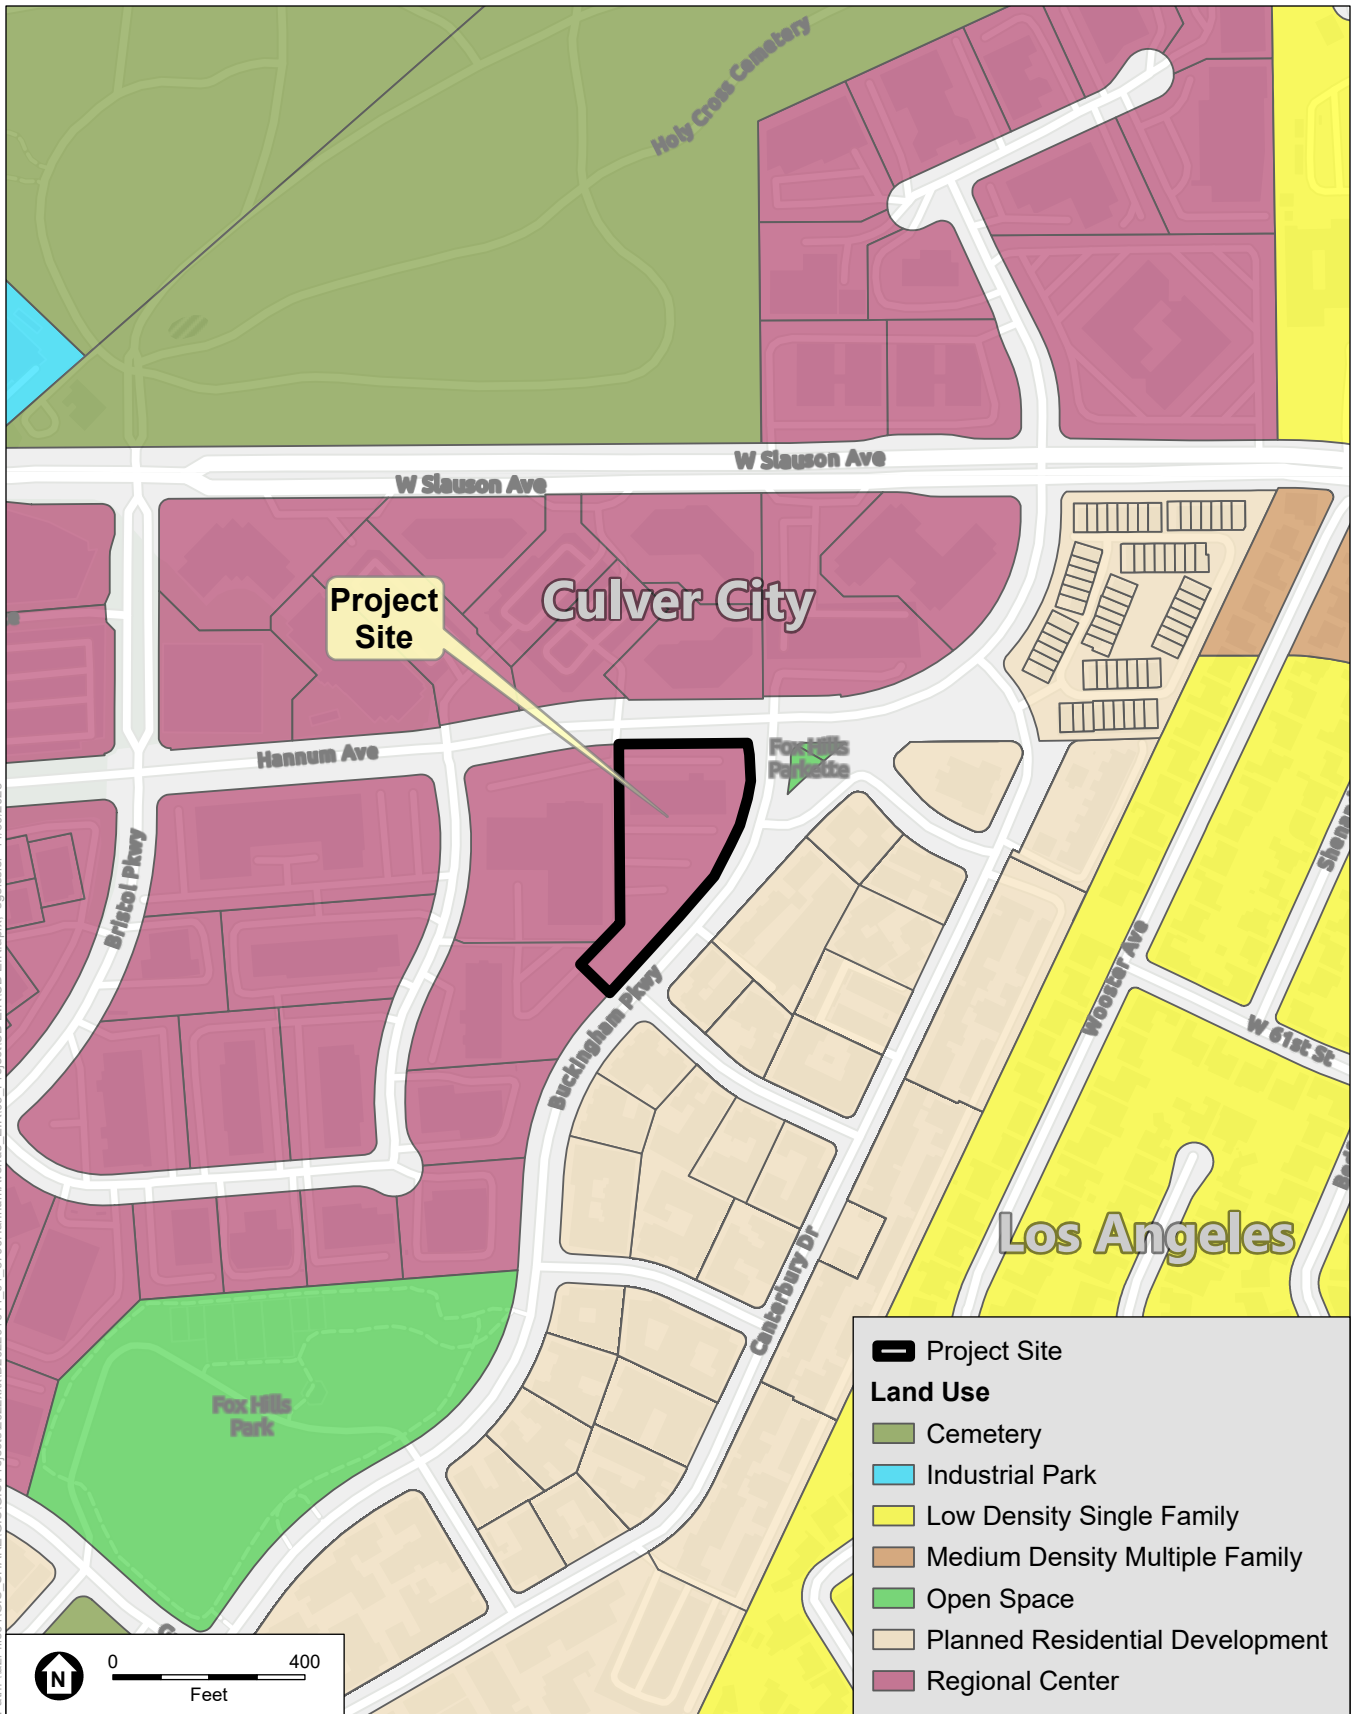 Holy Cross Cemetery
W Slauson Ave
W Slauson Ave
Project
Site
Culver City
Hannum Ave
Fox Hills
Parkette
Bristol Pkwy
Buckingham Pkwy
Wooster Ave
W 61st St
Canterbury Dr
Los Angeles
Fox Hills
Park
Project Site
Land Use
Cemetery
Industrial Park
Low Density Single Family
Medium Density Multiple Family
Open Space
Planned Residential Development
Regional Center
N
0 400
Feet